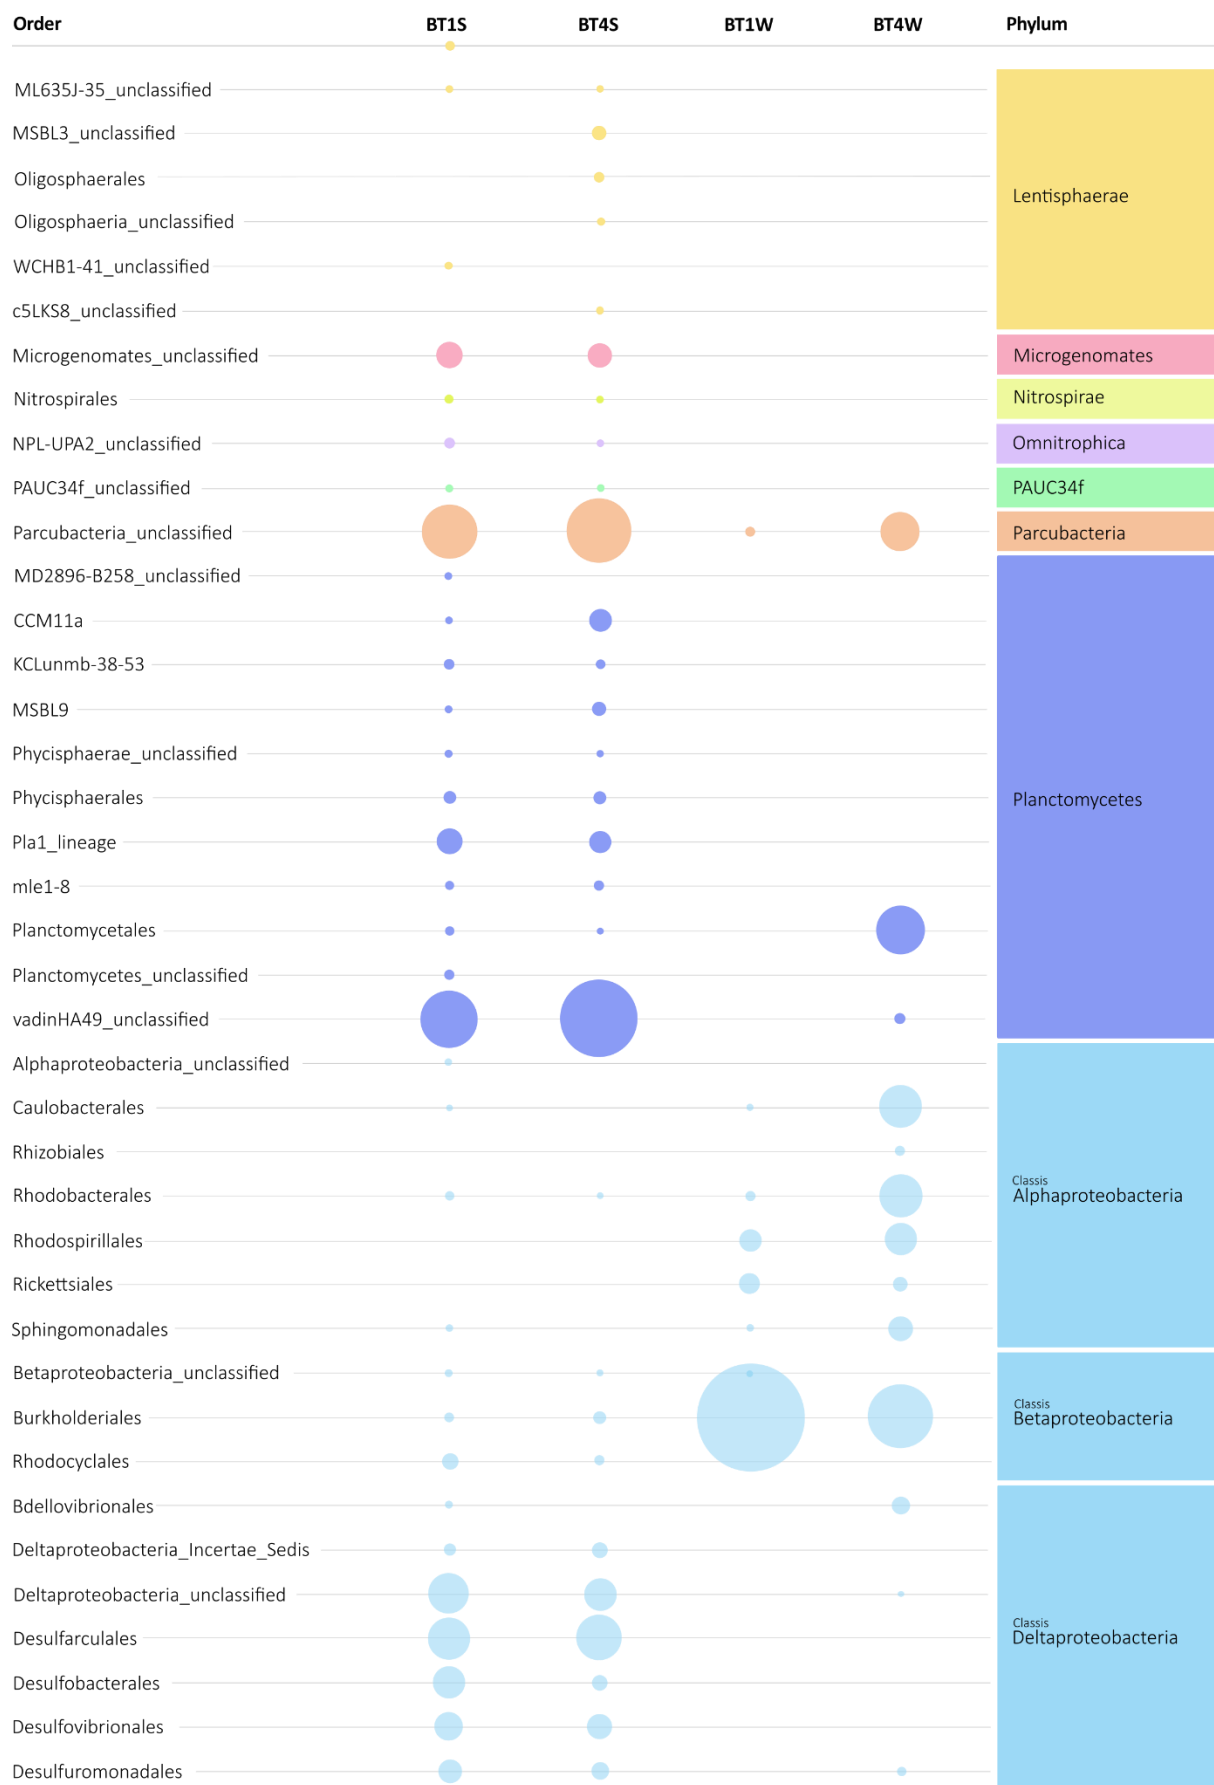 Order BT1S BT4S BT1W BT4W Phylum
ML635J-35_unclassified
MSBL3_unclassified
Oligosphaerales
Lentisphaerae
Oligosphaeria_unclassified
WCHB1-41_unclassified
c5LKS8_unclassified
Microgenomates_unclassified Microgenomates
Nitrospirales Nitrospirae
NPL-UPA2_unclassified Omnitrophica
PAUC34f_unclassified PAUC34f
Parcubacteria_unclassified Parcubacteria
MD2896-B258_unclassified
CCM11a
KCLunmb-38-53
MSBL9
Phycisphaerae_unclassified
Phycisphaerales Planctomycetes
Pla1_lineage
mle1-8
Planctomycetales
Planctomycetes_unclassified
vadinHA49_unclassified
Alphaproteobacteria_unclassified
Caulobacterales
Rhizobiales
Classis
Rhodobacterales Alphaproteobacteria
Rhodospirillales
Rickettsiales
Sphingomonadales
Betaproteobacteria_unclassified
Classis
Burkholderiales Betaproteobacteria
Rhodocyclales
Bdellovibrionales
Deltaproteobacteria_Incertae_Sedis
Deltaproteobacteria_unclassified
Classis
Desulfarculales Deltaproteobacteria
Desulfobacterales
Desulfovibrionales
Desulfuromonadales